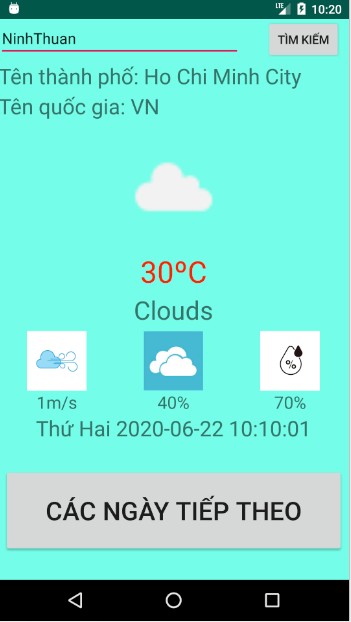 LTE 10:20
NinhThuan TÌM KIẾM
Tên thành phố: Ho Chi Minh City
Tên quốc gia: VN
30ºC
Clouds
%
1m/s 40% 70%
Thứ Hai 2020-06-22 10:10:01
CÁC NGÀY TIẾP THEO